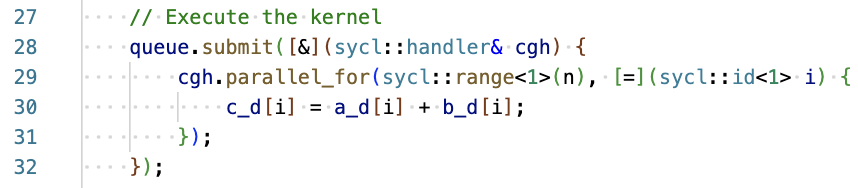 27 // Execute the kernel
28 queue.submit([&](sycl::handler& cgh) {
29 cgh.parallel_for(sycl::range<1>(n), [=](sycl::id<1> i) {
30 c_d[i] = a_d[i] + b_d[i];
31 });
32 });